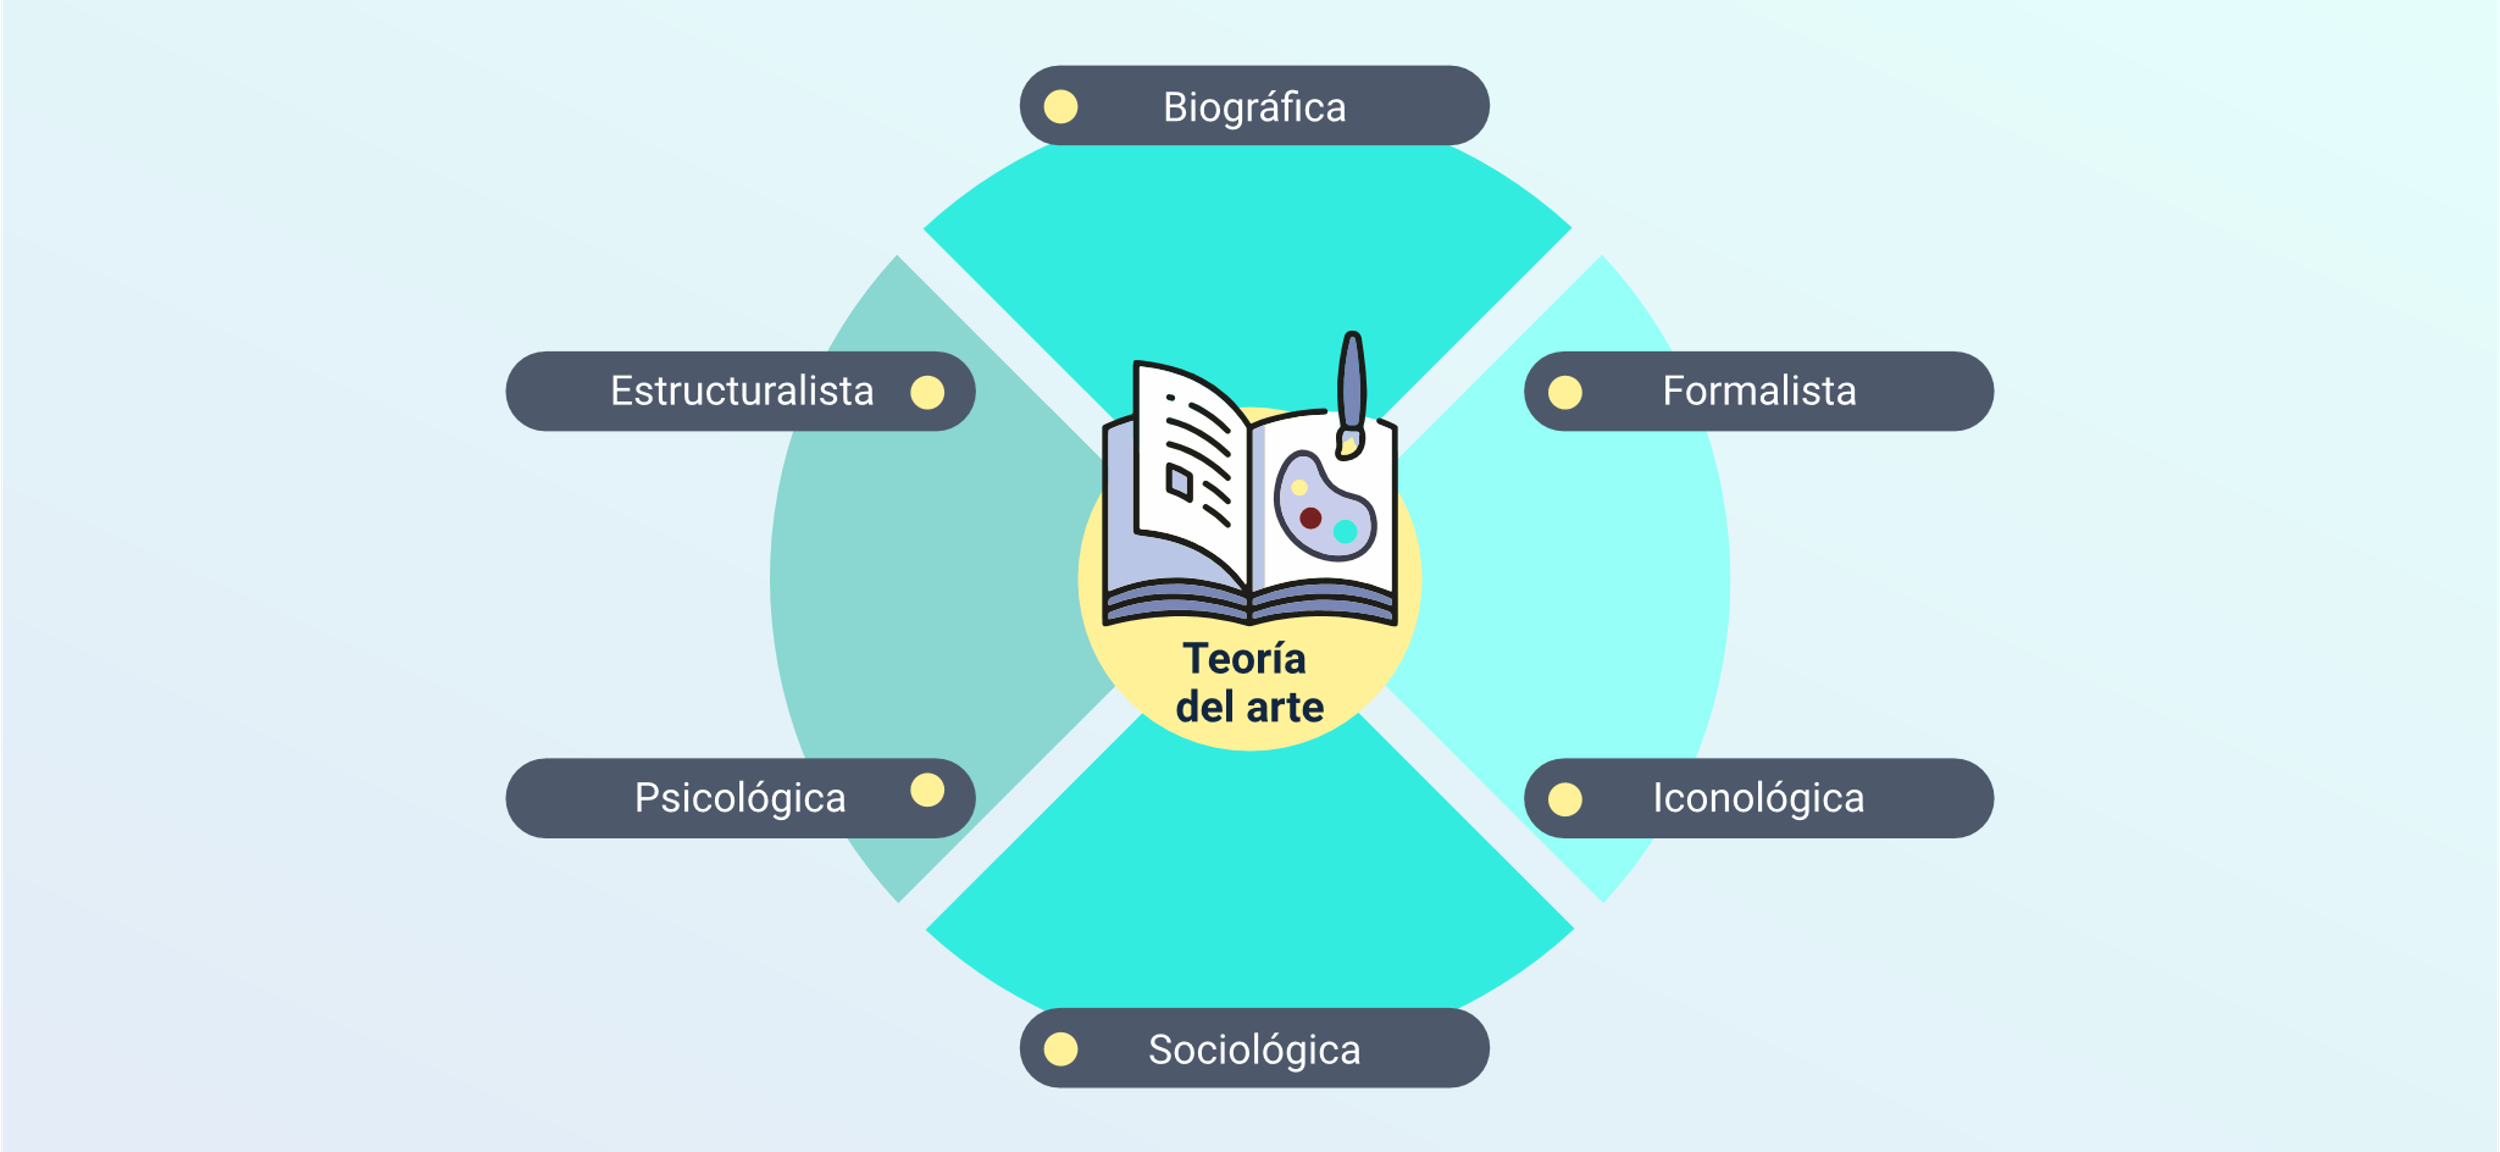 Biográfica
Estructuralista
Formalista
Teoría
del arte
Psicológica
Iconológica
Sociológica